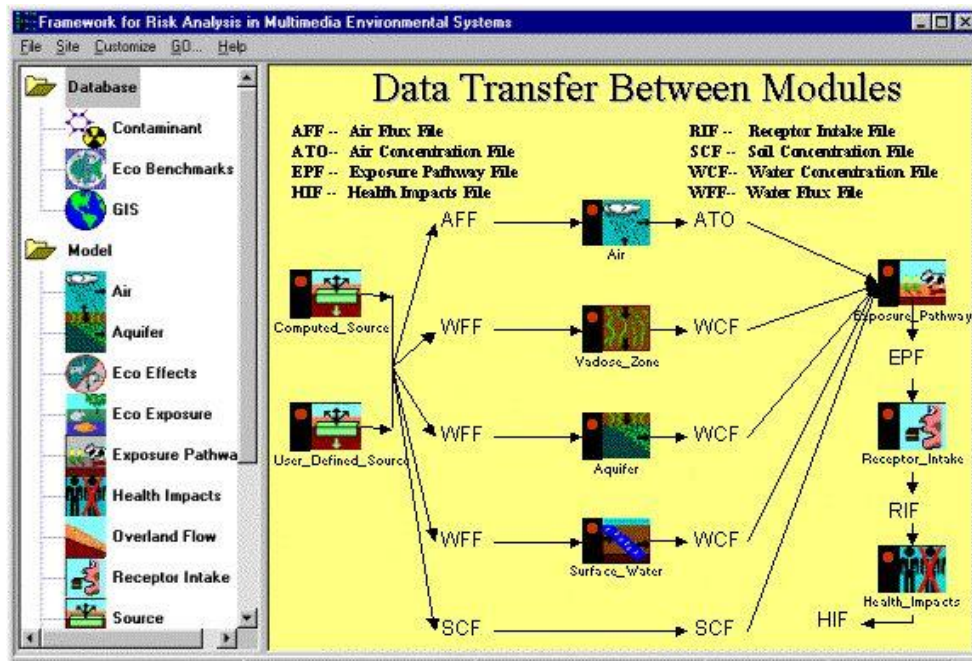 Framework for Risk Analysis in Multimedia Environmental Systems
File Site Customize GO... Help
Database
Contaminant
Eco Benchmarks
GIS
Model
Air
Aquifer
Eco Effects
Eco Exposure
Exposure Pathwa
Health Impacts
Overland Flow
Receptor Intake
Source
Data Transfer Between Modules
AFF -- Air Flux File
ATO-- Air Concentration File
EPF -- Exposure Pathway File
HIF -- Health Impacts File
RIF -- Receptor Intake File
SCF -- Soil Concentration File
WCF-- Water Concentration File
WFF-- Water Flux File
AFF
Air
ATO
Computed_Source
WFF
Vadose_Zone
WCF
Exposure_Pathway
EPF
User_Defined_Source
WFF
Aquifer
WCF
Receptor_Intake
RIF
WFF
Surface_Water
WCF
Health_Impacts
HIF
SCF
SCF